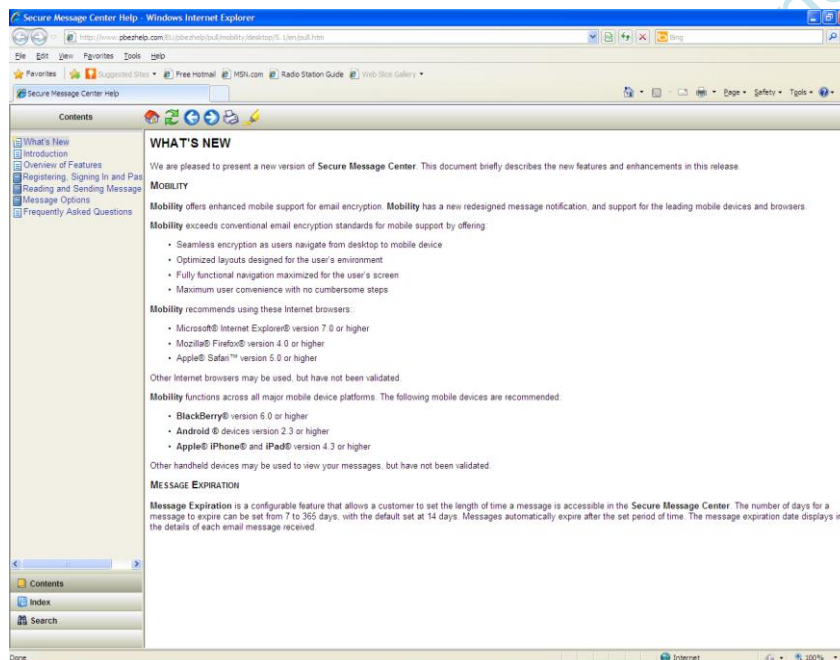 Secure Message Center Help - Windows Internet Explorer
Bing
File Edit View Favorites Tools Help
Favorites Suggested Sites Free Hotmail MSN.com Radio Station Guide Web Slice Gallery
Secure Message Center Help
Page Safety Tools
Contents
What's New
Introduction
Overview of Features
Registering, Signing In and Pas
Reading and Sending Message
Message Options
Frequently Asked Questions
WHAT'S NEW
We are pleased to present a new version of Secure Message Center. This document briefly describes the new features and enhancements in this release.
MOBILITY
Mobility offers enhanced mobile support for email encryption. Mobility has a new redesigned message notification, and support for the leading mobile devices and browsers.
Mobility exceeds conventional email encryption standards for mobile support by offering:
• Seamless encryption as users navigate from desktop to mobile device
• Optimized layouts designed for the user's environment
• Fully functional navigation maximized for the user's screen
• Maximum user convenience with no cumbersome steps
Mobility recommends using these Internet browsers:
• Microsoft® Internet Explorer® version 7.0 or higher
• Mozilla® Firefox® version 4.0 or higher
• Apple® Safari™ version 5.0 or higher
Other Internet browsers may be used, but have not been validated.
Mobility functions across all major mobile device platforms. The following mobile devices are recommended:
• BlackBerry® version 6.0 or higher
• Android ® devices version 2.3 or higher
• Apple® iPhone® and iPad® version 4.3 or higher
Other handheld devices may be used to view your messages, but have not been validated.
MESSAGE EXPIRATION
Message Expiration is a configurable feature that allows a customer to set the length of time a message is accessible in the Secure Message Center. The number of days for a
message to expire can be set from 7 to 365 days, with the default set at 14 days. Messages automatically expire after the set period of time. The message expiration date displays in
the details of each email message received.
Contents
Index
Search
Done
Internet
100%